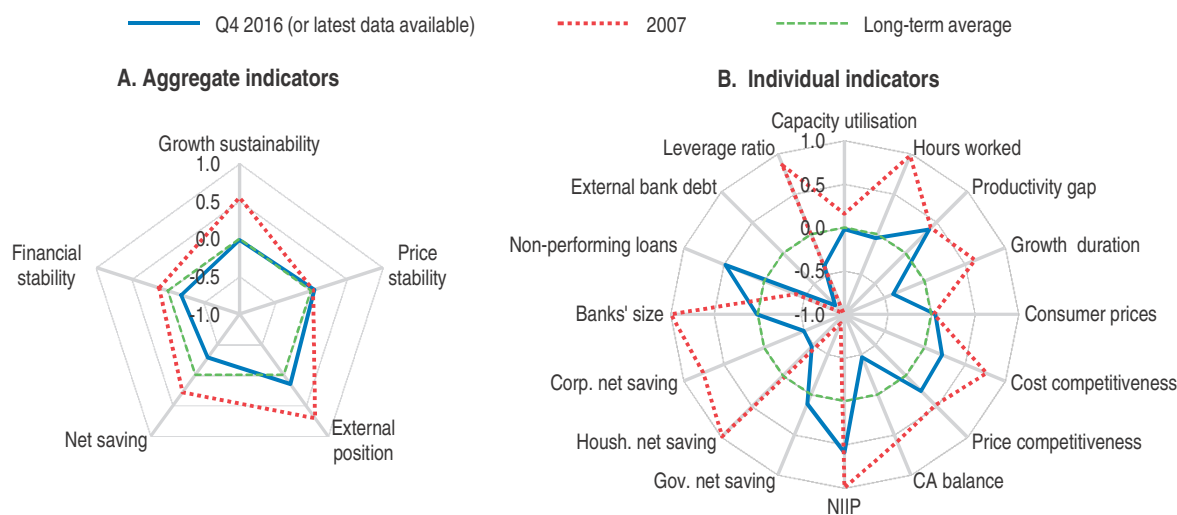 Q4 2016 (or latest data available)
2007
Long-term average
A. Aggregate indicators
Growth sustainability
1.0
0.5
0.0
-0.5
-1.0
Price
stability
External
position
Net saving
Financial
stability
B. Individual indicators
Capacity utilisation
1.0
0.5
0.0
-0.5
-1.0
Hours worked
Productivity gap
Growth duration
Consumer prices
Cost competitiveness
Price competitiveness
CA balance
NIIP
Gov. net saving
Housh. net saving
Corp. net saving
Banks' size
Non-performing loans
External bank debt
Leverage ratio